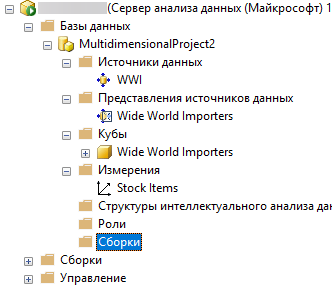 (Сервер анализа данных (Майкрософт) 1
Базы данных
MultidimensionalProject2
Источники данных
WWI
Представления источников данных
Wide World Importers
Кубы
Wide World Importers
Измерения
Stock Items
Структуры интеллектуального анализа да
Роли
Сборки
Сборки
Управление